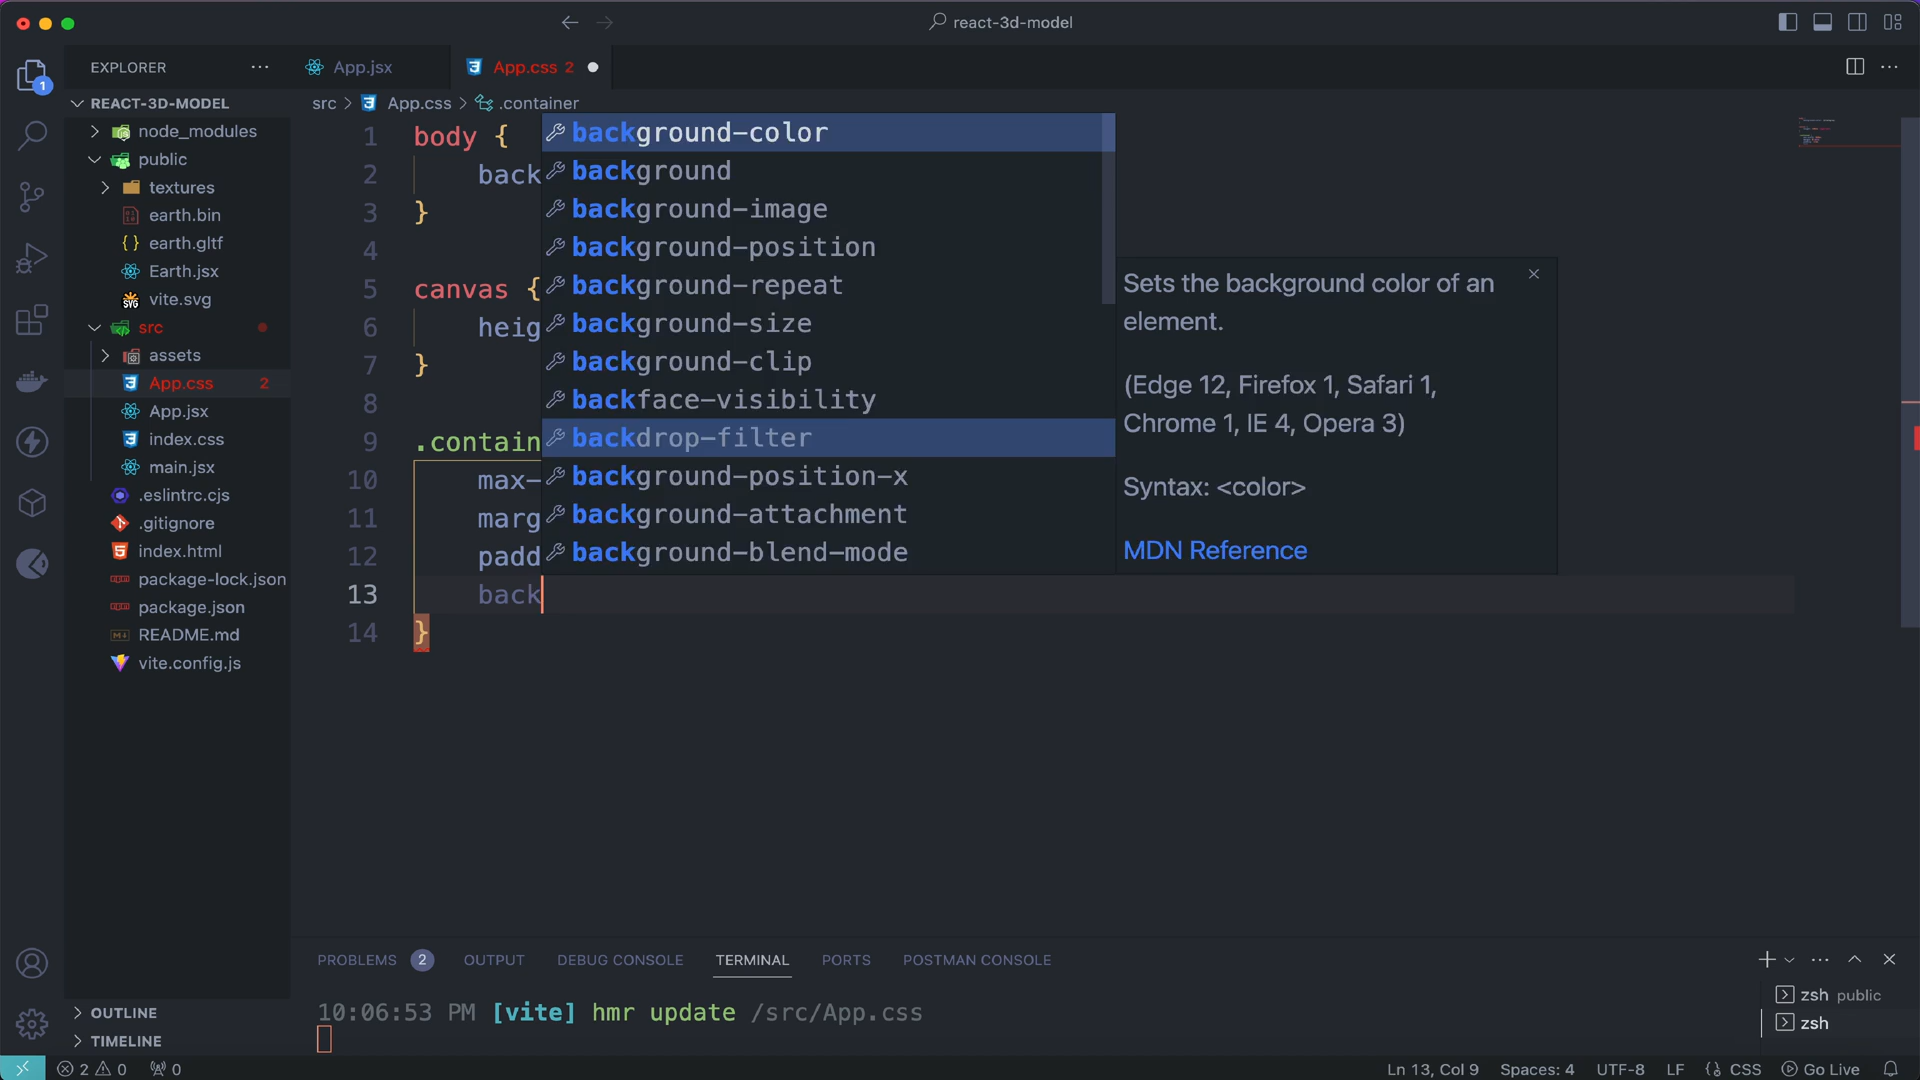 react-3d-model
EXPLORER
App.jsx
App.css 2
1
REACT-3D-MODEL
src > App.css > .container
node_modules
public
textures
earth.bin
earth.gltf
Earth.jsx
vite.svg
src
assets
App.css 2
App.jsx
index.css
main.jsx
.eslintrc.cjs
.gitignore
index.html
package-lock.json
package.json
README.md
vite.config.js
OUTLINE
TIMELINE
1 body {
2 back
3 }
4
5 canvas {
6 heig
7 }
8
9 .contain
10 max-
11 marg
12 padd
13 back
14 }
background-color
background
background-image
background-position
background-repeat
background-size
background-clip
backface-visibility
backdrop-filter
background-position-x
background-attachment
background-blend-mode
Sets the background color of an
element.
(Edge 12, Firefox 1, Safari 1,
Chrome 1, IE 4, Opera 3)
Syntax: <color>
MDN Reference
PROBLEMS 2 OUTPUT DEBUG CONSOLE TERMINAL PORTS POSTMAN CONSOLE
10:06:53 PM [vite] hmr update /src/App.css
zsh public
zsh
2 0 0
Ln 13, Col 9 Spaces: 4 UTF-8 LF {} CSS Go Live